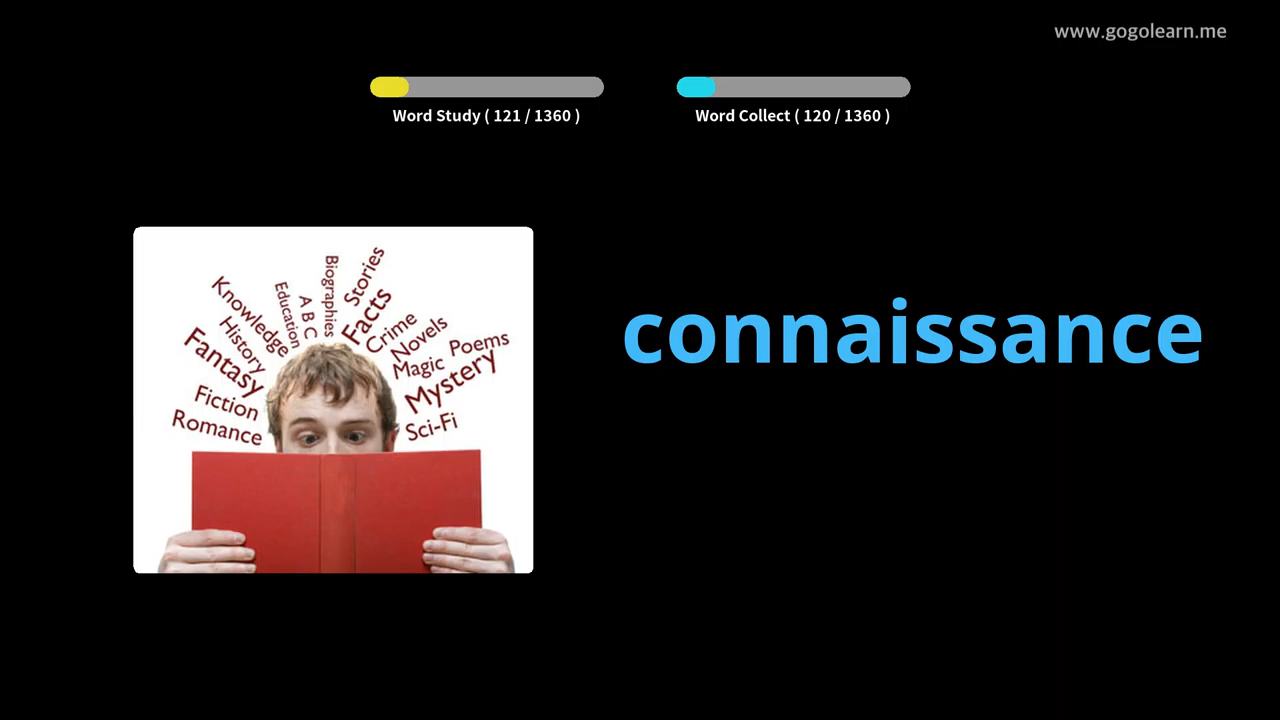 www.gogolearn.me
Word Study ( 121 / 1360 )
Word Collect ( 120 / 1360 )
connaissance
Knowledge
History
Fantasy
Fiction
Romance
Education
A B C
Biographies
Stories
Facts
Crime
Novels
Magic
Poems
Mystery
Sci-Fi